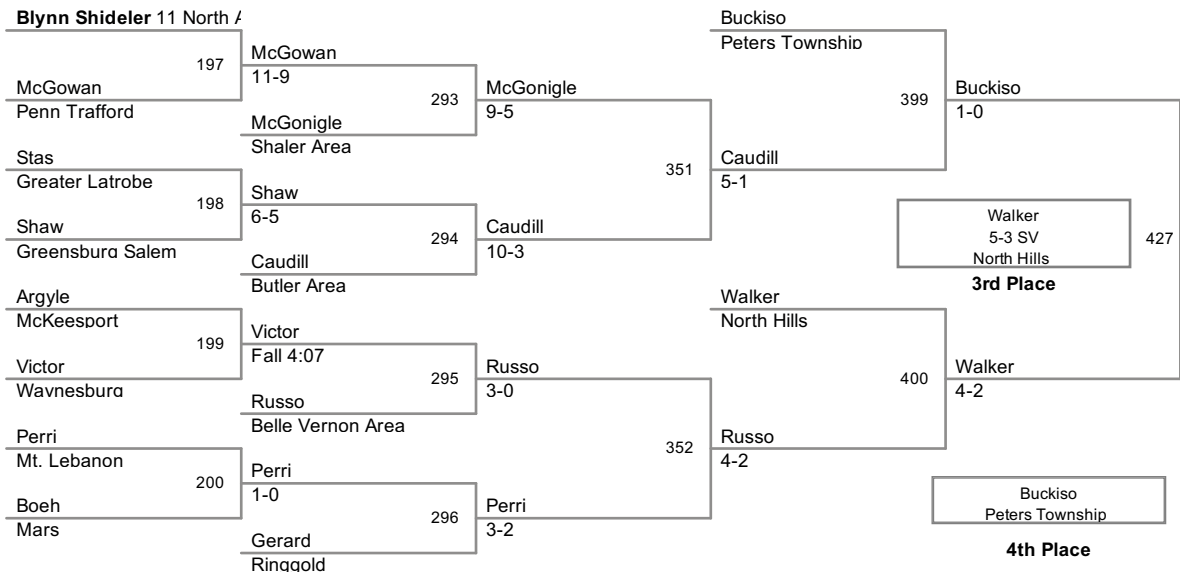 Blynn Shideler 11 North
197
McGowan
Penn Trafford
Stas
Greater Latrobe
198
Shaw
Greensburg Salem
Argyle
McKeesport
199
Victor
Waynesburg
Perri
Mt. Lebanon
200
Boeh
Mars
McGowan
11-9
293
McGonigle
Shaler Area
Shaw
6-5
294
Caudill
Butler Area
Victor
Fall 4:07
295
Russo
Belle Vernon Area
Perri
1-0
296
Gerard
Ringgold
McGonigle
9-5
351
Caudill
10-3
Russo
3-0
352
Perri
3-2
Buckiso
Peters Township
399
Caudill
5-1
Walker
North Hills
400
Russo
4-2
Buckiso
1-0
427
Walker
4-2
Walker
5-3 SV
North Hills
3rd Place
Buckiso
Peters Township
4th Place